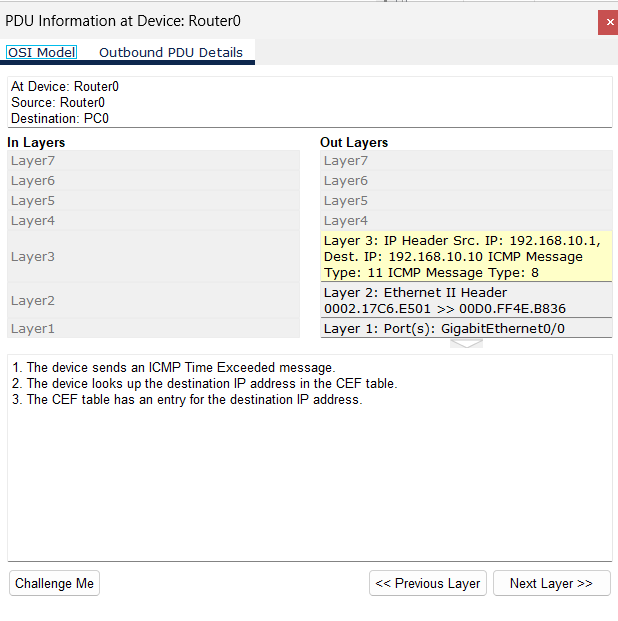 PDU Information at Device: Router0
×
OSI Model Outbound PDU Details
At Device: Router0
Source: Router0
Destination: PC0
In Layers
Layer7
Layer6
Layer5
Layer4
Layer3
Layer2
Layer1
Out Layers
Layer7
Layer6
Layer5
Layer4
Layer 3: IP Header Src. IP: 192.168.10.1,
Dest. IP: 192.168.10.10 ICMP Message
Type: 11 ICMP Message Type: 8
Layer 2: Ethernet II Header
0002.17C6.E501 >> 00D0.FF4E.B836
Layer 1: Port(s): GigabitEthernet0/0
1. The device sends an ICMP Time Exceeded message.
2. The device looks up the destination IP address in the CEF table.
3. The CEF table has an entry for the destination IP address.
Challenge Me
<< Previous Layer
Next Layer >>